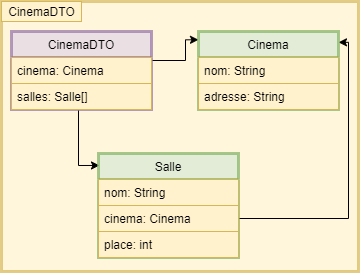 CinemaDTO
CinemaDTO
cinema: Cinema
salles: Salle[]
Cinema
nom: String
adresse: String
Salle
nom: String
cinema: Cinema
place: int